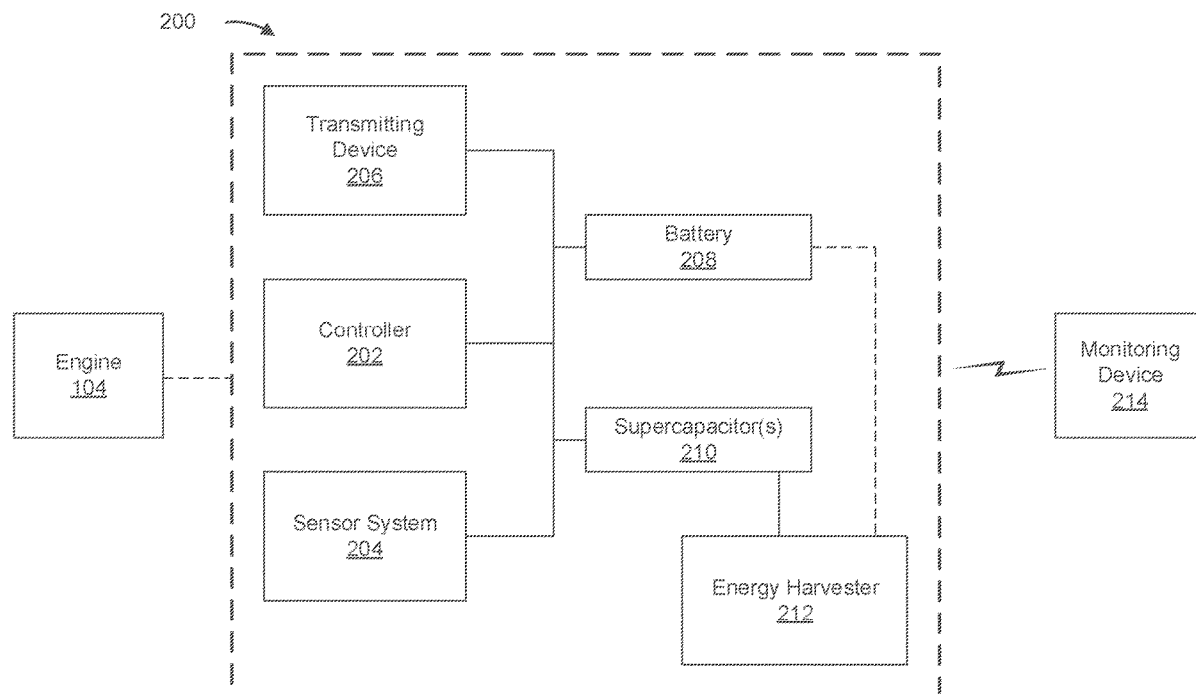 200
Transmitting
Device
206
Battery
208
Controller
202
Engine
104
Monitoring
Device
214
Supercapacitor(s)
210
Sensor System
204
Energy Harvester
212